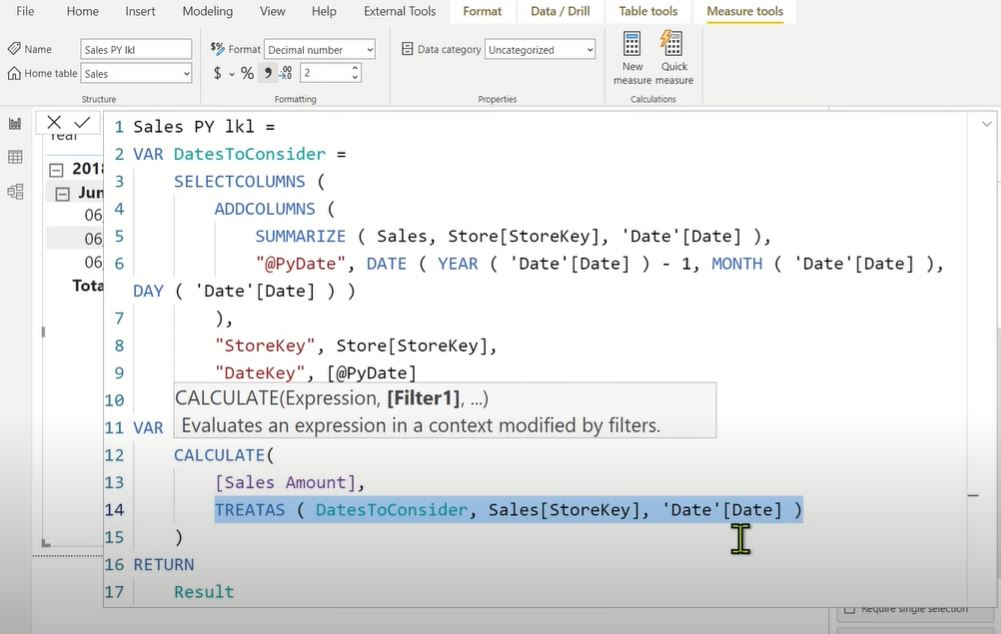 File Home Insert Modeling View Help External Tools Format Data / Drill Table tools Measure tools
Name Sales PY lkl
Home table Sales
Structure
$% Format Decimal number
$ % 9 .00 →.0 2
Formatting
Data category Uncategorized
Properties
New measure
Quick measure
Calculations
Year
2018
Jun
06
06
06
Tota
1 Sales PY lkl =
2 VAR DatesToConsider =
3 SELECTCOLUMNS (
4 ADDCOLUMNS (
5 SUMMARIZE ( Sales, Store[StoreKey], 'Date'[Date] ),
6 "@PyDate", DATE ( YEAR ( 'Date'[Date] ) - 1, MONTH ( 'Date'[Date] ),
DAY ( 'Date'[Date] ) )
7 ),
8 "StoreKey", Store[StoreKey],
9 "DateKey", [@PyDate]
10
CALCULATE(Expression, [Filter1], ...)
Evaluates an expression in a context modified by filters.
11 VAR
12 CALCULATE(
13 [Sales Amount],
14 TREATAS ( DatesToConsider, Sales[StoreKey], 'Date'[Date] )
15 )
16 RETURN
17 Result
Require single selection